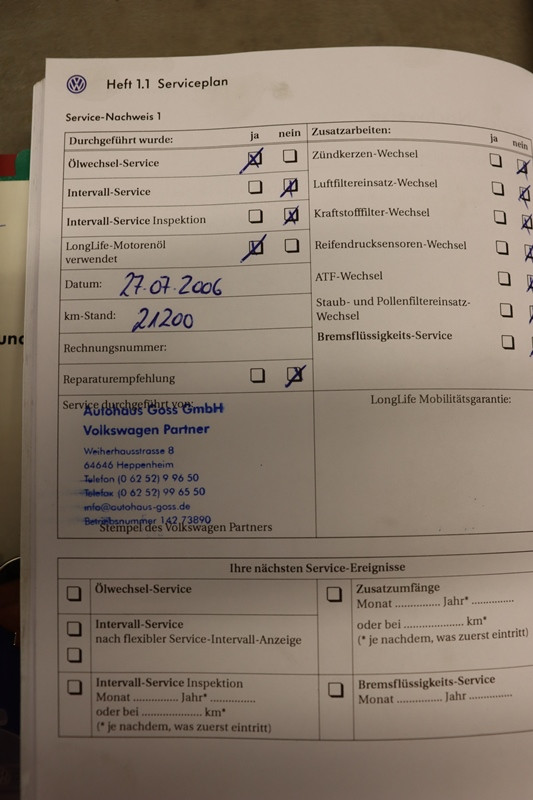 Heft 1.1 Serviceplan
Service-Nachweis 1
Durchgeführt wurde: ja nein
Ölwechsel-Service
Intervall-Service
Intervall-Service Inspektion
LongLife-Motorenöl
verwendet
Datum: 27.07.2006
km-Stand: 21200
Rechnungsnummer:
Reparaturempfehlung
Service durchgeführt von:
Autohaus Goss GmbH
Volkswagen Partner
Weiherhausstrasse 8
64646 Heppenheim
Telefon (0 62 52) 9 96 50
Telefax (0 62 52) 99 65 50
info@autohaus-goss.de
Betriebsnummer 142 73890
Stempel des Volkswagen Partners
Zusatzarbeiten: ja nein
Zündkerzen-Wechsel
Luftfiltereinsatz-Wechsel
Kraftstofffilter-Wechsel
Reifendrucksensoren-Wechsel
ATF-Wechsel
Staub- und Pollenfiltereinsatz-
Wechsel
Bremsflüssigkeits-Service
LongLife Mobilitätsgarantie:
Ihre nächsten Service-Ereignisse
Ölwechsel-Service
Intervall-Service
nach flexibler Service-Intervall-Anzeige
Intervall-Service Inspektion
Monat .............. Jahr* ..............
oder bei .................... km*
(* je nachdem, was zuerst eintritt)
Zusatzumfänge
Monat .............. Jahr* ..............
oder bei .................... km*
(* je nachdem, was zuerst eintritt)
Bremsflüssigkeits-Service
Monat .............. Jahr ..............